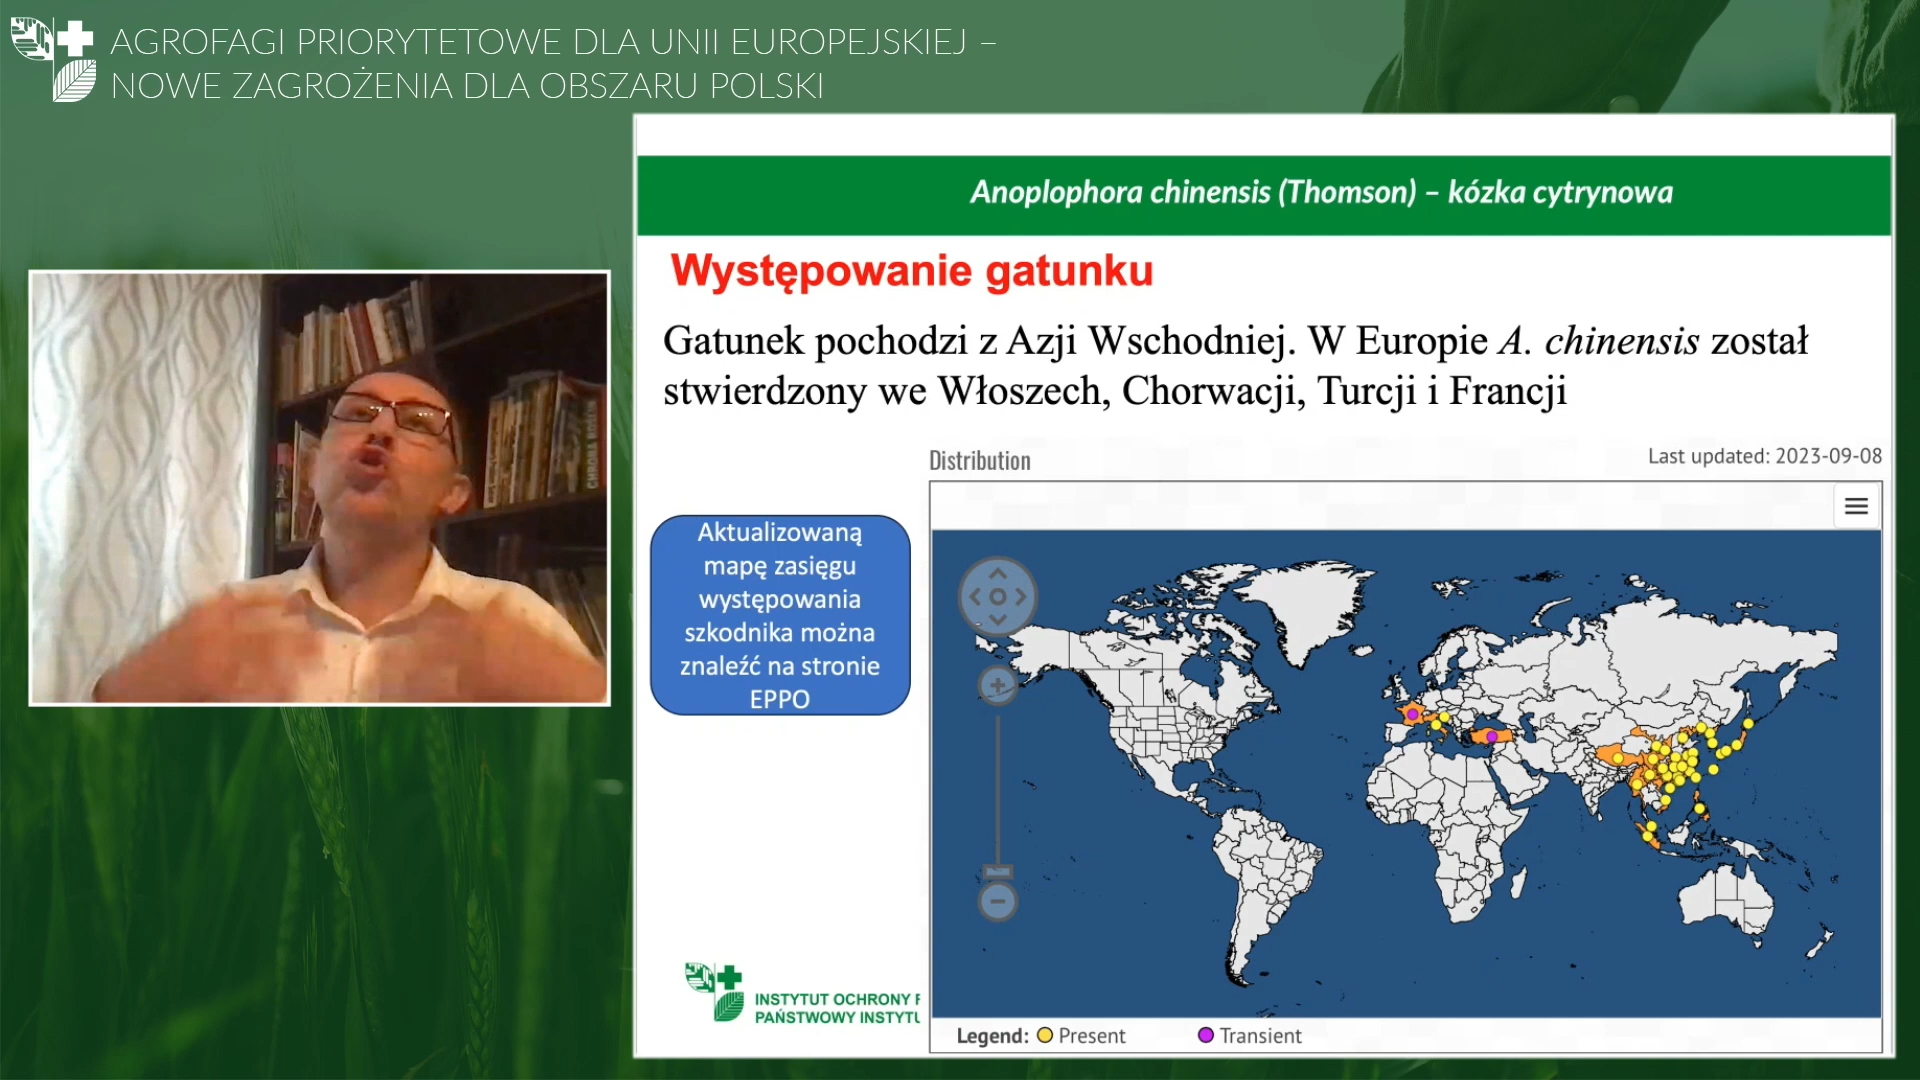 AGROFAGI PRIORYTETOWE DLA UNII EUROPEJSKIEJ –
NOWE ZAGROŻENIA DLA OBSZARU POLSKI
Anoplophora chinensis (Thomson) – kózka cytrynowa
Występowanie gatunku
Gatunek pochodzi z Azji Wschodniej. W Europie A. chinensis został
stwierdzony we Włoszech, Chorwacji, Turcji i Francji
Distribution
Last updated: 2023-09-08
Aktualizowaną
mapę zasięgu
występowania
szkodnika można
znaleźć na stronie
EPPO
INSTYTUT OCHRONY
PAŃSTWOWY INSTYTU
Legend: Present Transient